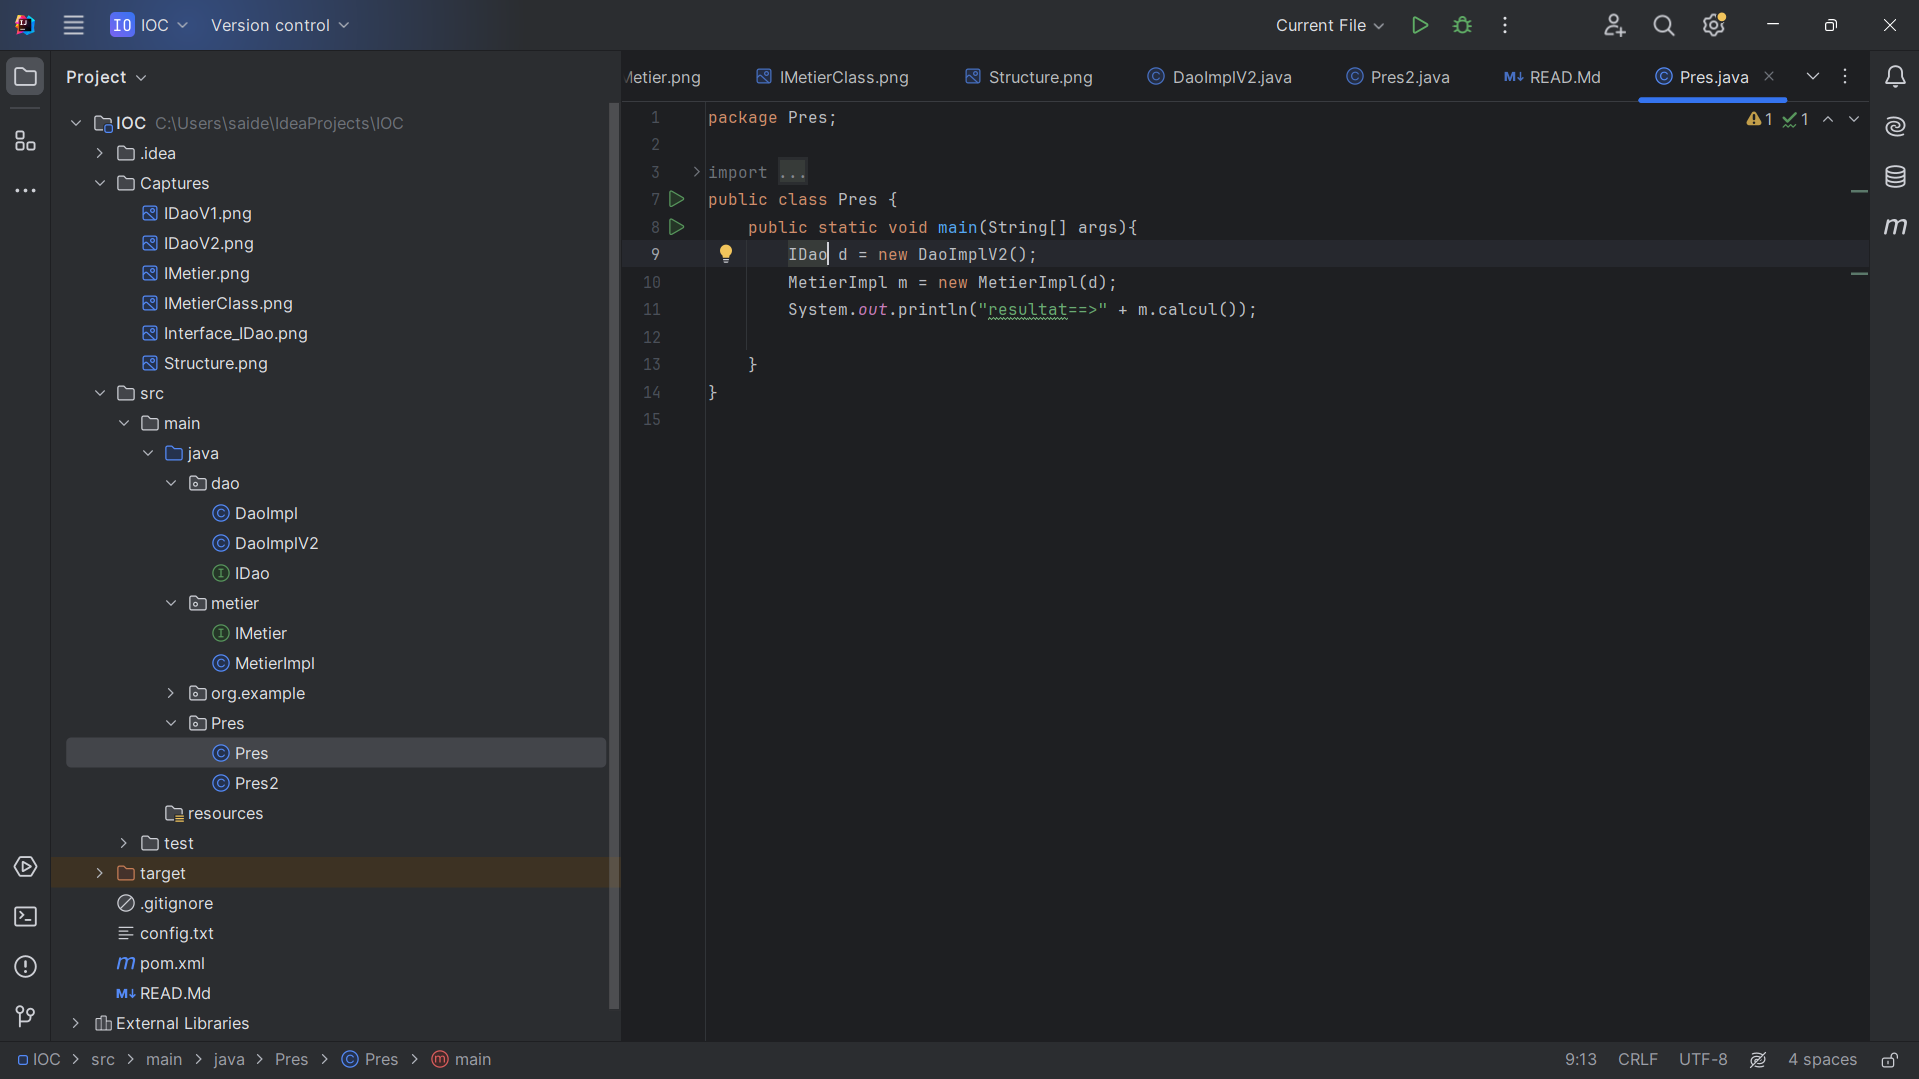 IO IOC Version control Current File
Project
Metier.png IMetierClass.png Structure.png DaoImplV2.java Pres2.java M↓ READ.Md Pres.java
IOC C:\Users\saide\IdeaProjects\IOC
.idea
Captures
IDaoV1.png
IDaoV2.png
IMetier.png
IMetierClass.png
Interface_IDao.png
Structure.png
src
main
java
dao
DaoImpl
DaoImplV2
IDao
metier
IMetier
MetierImpl
org.example
Pres
Pres
Pres2
resources
test
target
.gitignore
config.txt
m pom.xml
M↓ READ.Md
External Libraries
1 package Pres;
1 1
2
3 import ...
7 public class Pres {
8 public static void main(String[] args){
9 IDao d = new DaoImplV2();
10 MetierImpl m = new MetierImpl(d);
11 System.out.println("resultat==>" + m.calcul());
12
13 }
14 }
15
m
IOC > src > main > java > Pres > Pres > main
9:13 CRLF UTF-8 4 spaces